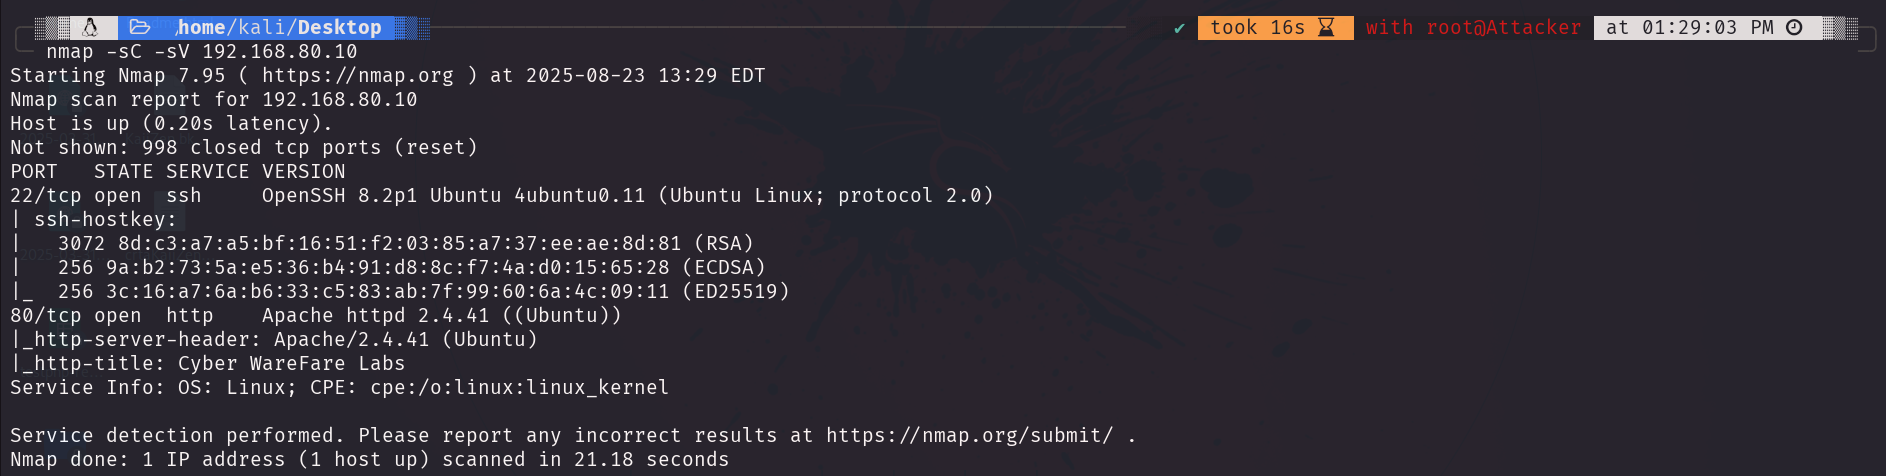 /home/kali/Desktop ✔ took 16s with root@Attacker at 01:29:03 PM
nmap -sC -sV 192.168.80.10
Starting Nmap 7.95 ( https://nmap.org ) at 2025-08-23 13:29 EDT
Nmap scan report for 192.168.80.10
Host is up (0.20s latency).
Not shown: 998 closed tcp ports (reset)
PORT   STATE SERVICE VERSION
22/tcp open  ssh     OpenSSH 8.2p1 Ubuntu 4ubuntu0.11 (Ubuntu Linux; protocol 2.0)
| ssh-hostkey:
|   3072 8d:c3:a7:a5:bf:16:51:f2:03:85:a7:37:ee:ae:8d:81 (RSA)
|   256 9a:b2:73:5a:e5:36:b4:91:d8:8c:f7:4a:d0:15:65:28 (ECDSA)
|_  256 3c:16:a7:6a:b6:33:c5:83:ab:7f:99:60:6a:4c:09:11 (ED25519)
80/tcp open  http    Apache httpd 2.4.41 ((Ubuntu))
|_http-server-header: Apache/2.4.41 (Ubuntu)
|_http-title: Cyber WareFare Labs
Service Info: OS: Linux; CPE: cpe:/o:linux:linux_kernel
Service detection performed. Please report any incorrect results at https://nmap.org/submit/ .
Nmap done: 1 IP address (1 host up) scanned in 21.18 seconds